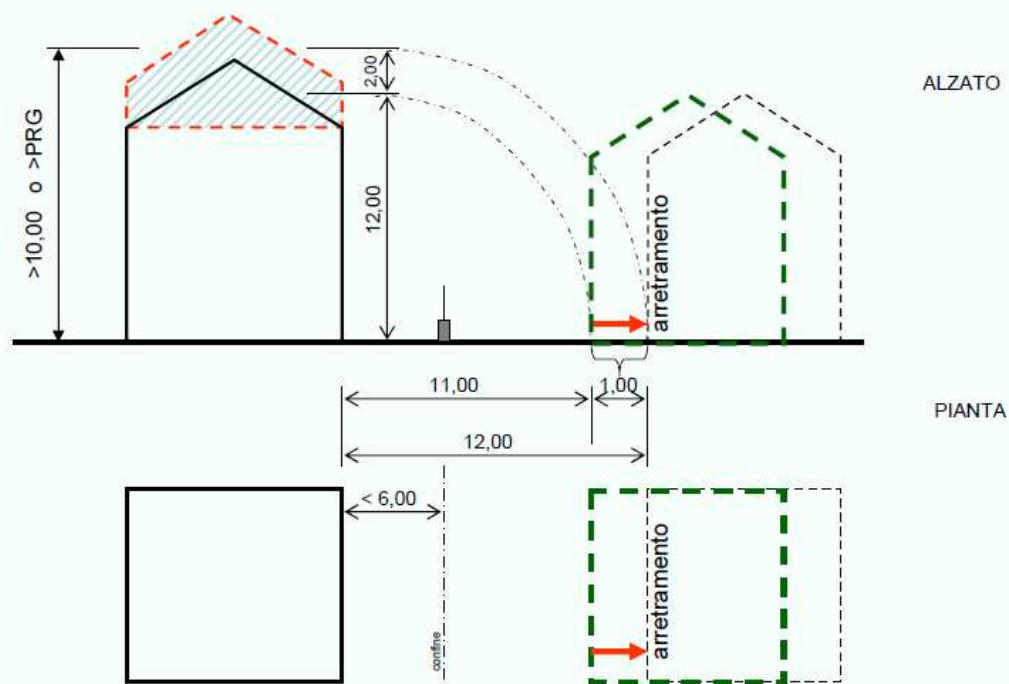 ALZATO
>10,00 o >PRG
2,00
12,00
arretramento
11,00
1,00
12,00
PIANTA
< 6,00
confine
arretramento